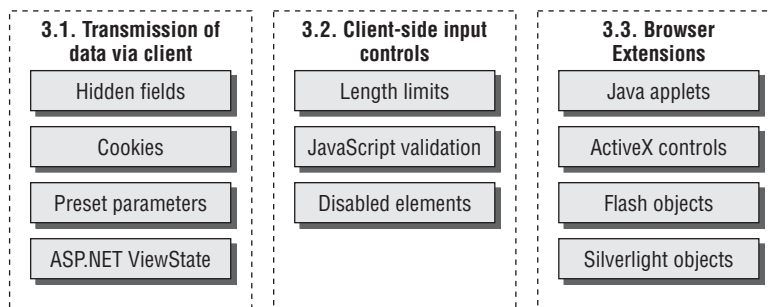 3.1. Transmission of
data via client
Hidden fields
Cookies
Preset parameters
ASP.NET ViewState
3.2. Client-side input
controls
Length limits
JavaScript validation
Disabled elements
3.3. Browser
Extensions
Java applets
ActiveX controls
Flash objects
Silverlight objects